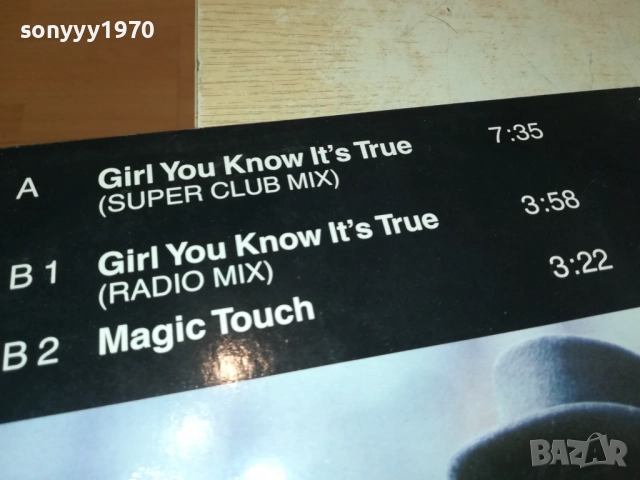 sonyyy1970
A Girl You Know It's True 7:35
(SUPER CLUB MIX)
B 1 Girl You Know It's True 3:58
(RADIO MIX)
B 2 Magic Touch 3:22
BAZAR